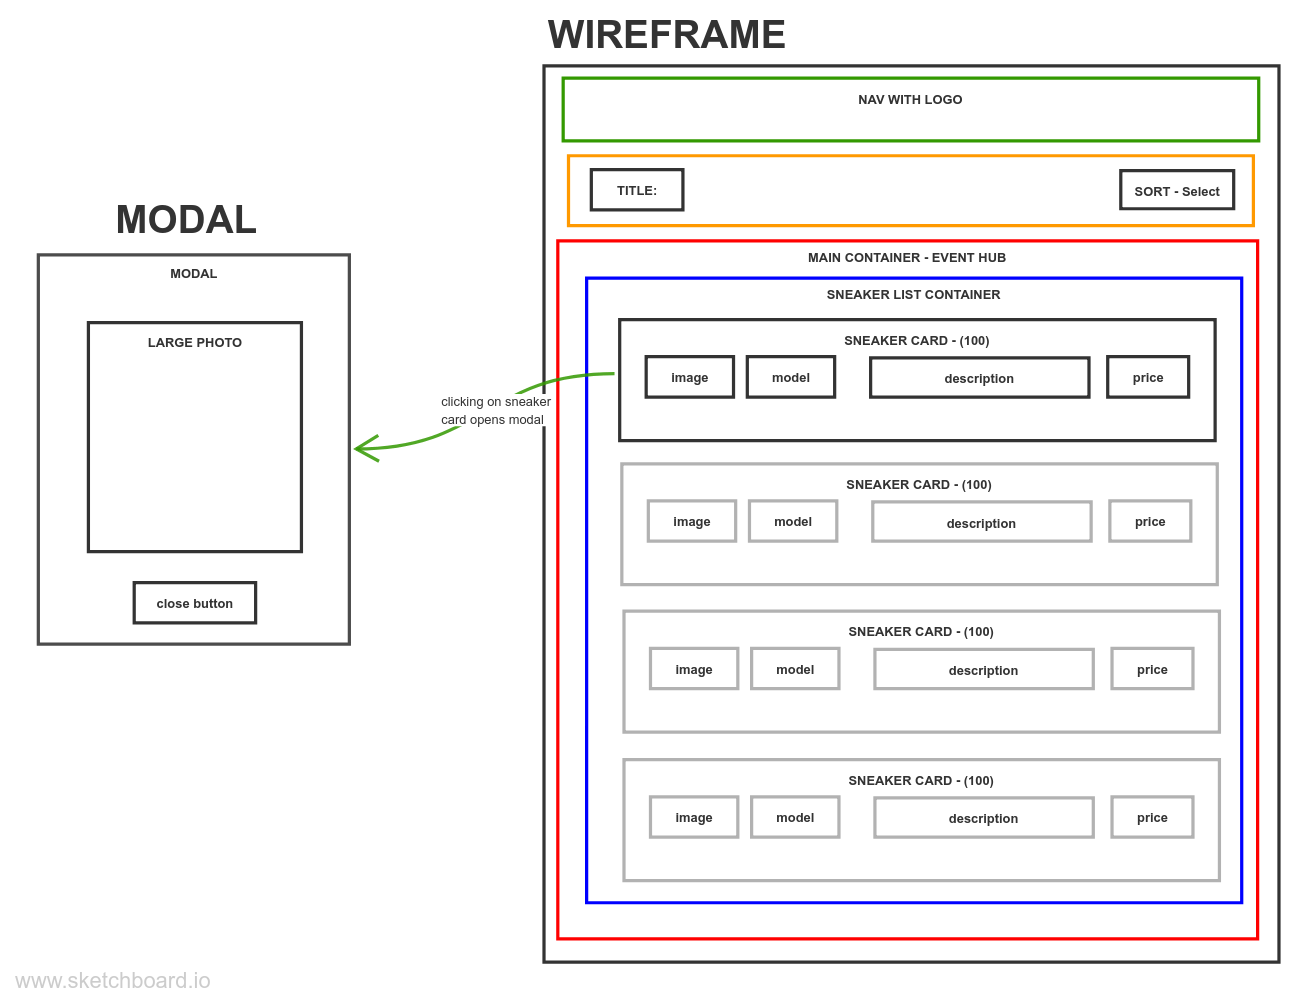 WIREFRAME
NAV WITH LOGO
TITLE:
SORT - Select
MODAL
MODAL
LARGE PHOTO
close button
clicking on sneaker
card opens modal
MAIN CONTAINER - EVENT HUB
SNEAKER LIST CONTAINER
SNEAKER CARD - (100)
image
model
description
price
SNEAKER CARD - (100)
image
model
description
price
SNEAKER CARD - (100)
image
model
description
price
SNEAKER CARD - (100)
image
model
description
price
www.sketchboard.io